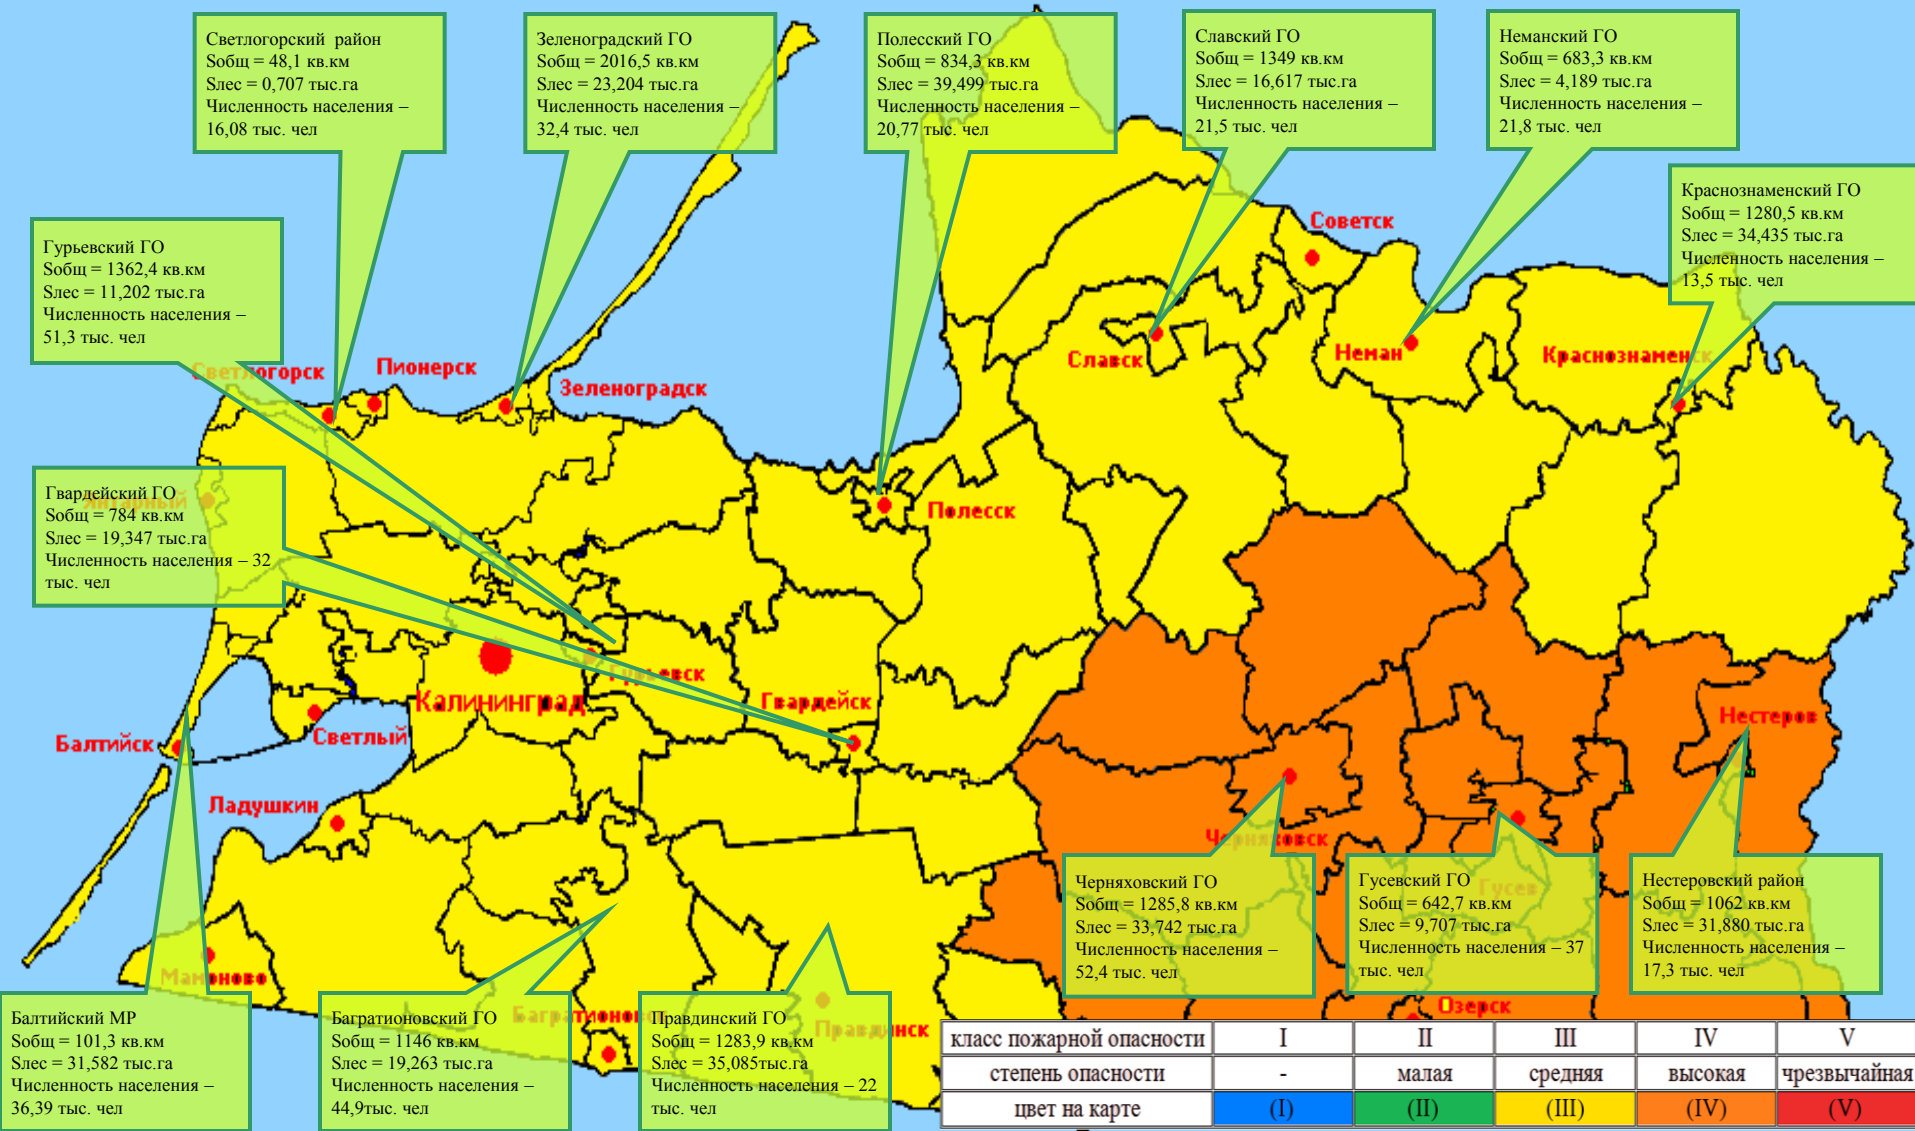 Светлогорский район
Sобщ = 48,1 кв.км
Sлес = 0,707 тыс.га
Численность населения –
16,08 тыс. чел
Зеленоградский ГО
Sобщ = 2016,5 кв.км
Sлес = 23,204 тыс.га
Численность населения –
32,4 тыс. чел
Полесский ГО
Sобщ = 834,3 кв.км
Sлес = 39,499 тыс.га
Численность населения –
20,77 тыс. чел
Славский ГО
Sобщ = 1349 кв.км
Sлес = 16,617 тыс.га
Численность населения –
21,5 тыс. чел
Неманский ГО
Sобщ = 683,3 кв.км
Sлес = 4,189 тыс.га
Численность населения –
21,8 тыс. чел
Краснознаменский ГО
Sобщ = 1280,5 кв.км
Sлес = 34,435 тыс.га
Численность населения –
13,5 тыс. чел
Гурьевский ГО
Sобщ = 1362,4 кв.км
Sлес = 11,202 тыс.га
Численность населения –
51,3 тыс. чел
Советск
Славск
Неман
Краснознаменск
Светлогорск
Пионерск
Зеленоградск
Гвардейский ГО
Sобщ = 784 кв.км
Sлес = 19,347 тыс.га
Численность населения – 32
тыс. чел
Янтарный
Полесск
Гурьевск
Калининград
Гвардейск
Нестеров
Балтийск
Светлый
Ладушкин
Черняховск
Черняховский ГО
Sобщ = 1285,8 кв.км
Sлес = 33,742 тыс.га
Численность населения –
52,4 тыс. чел
Гусевский ГО
Sобщ = 642,7 кв.км
Sлес = 9,707 тыс.га
Численность населения – 37
тыс. чел
Гусев
Нестеровский район
Sобщ = 1062 кв.км
Sлес = 31,880 тыс.га
Численность населения –
17,3 тыс. чел
Мамоново
Балтийский МР
Sобщ = 101,3 кв.км
Sлес = 31,582 тыс.га
Численность населения –
36,39 тыс. чел
Багратионовский ГО
Sобщ = 1146 кв.км
Sлес = 19,263 тыс.га
Численность населения –
44,9тыс. чел
Багратионовск
Правдинский ГО
Sобщ = 1283,9 кв.км
Sлес = 35,085тыс.га
Численность населения – 22
тыс. чел
Правдинск
Озерск
класс пожарной опасности I II III IV V
степень опасности - малая средняя высокая чрезвычайная
цвет на карте (I) (II) (III) (IV) (V)